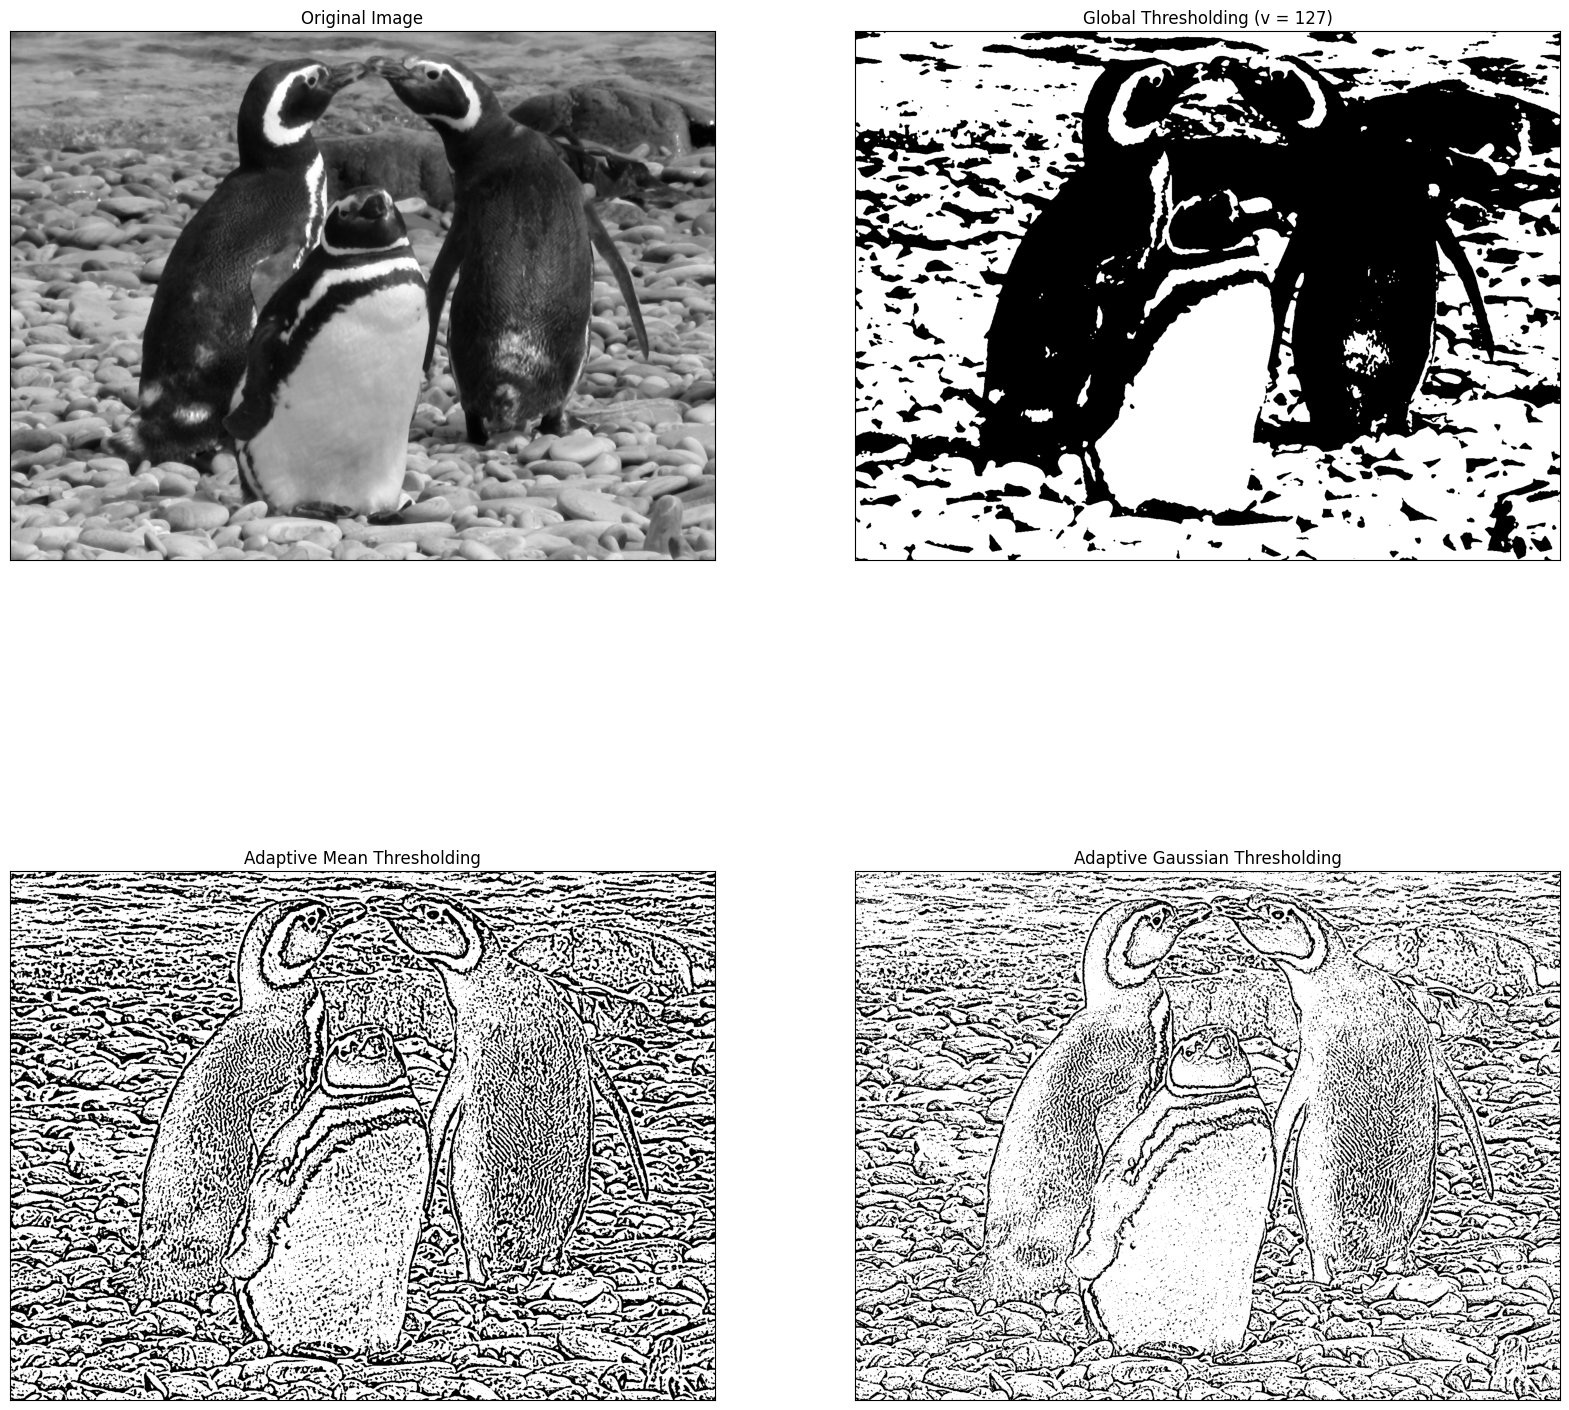 Original Image
Global Thresholding (v = 127)
Adaptive Mean Thresholding
Adaptive Gaussian Thresholding